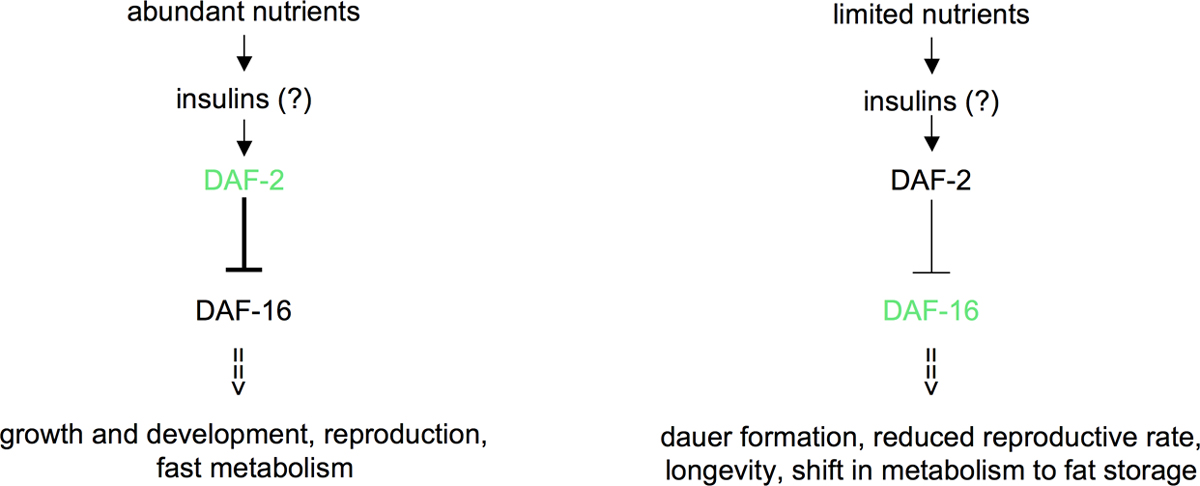 abundant nutrients
insulins (?)
DAF-2
DAF-16
==>
growth and development, reproduction,
fast metabolism
limited nutrients
insulins (?)
DAF-2
DAF-16
==>
dauer formation, reduced reproductive rate,
longevity, shift in metabolism to fat storage